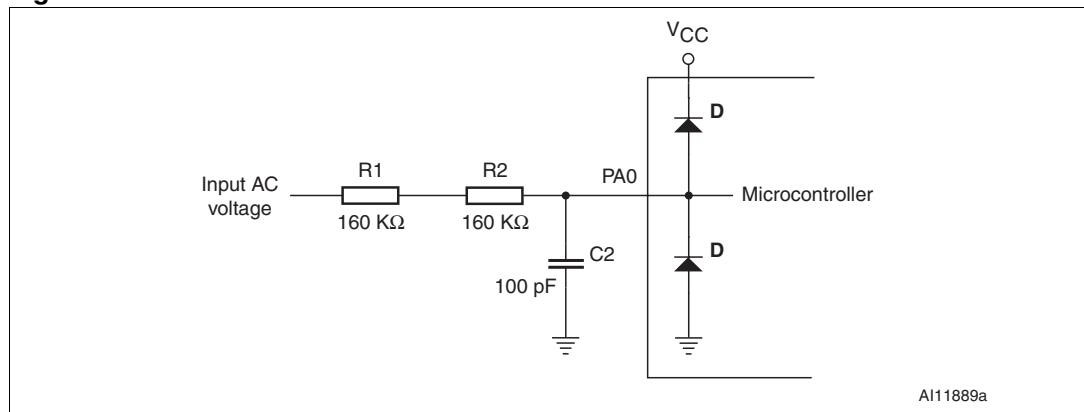 V_CC
D
R1
R2
PA0
Input AC
voltage
Microcontroller
160 KΩ
160 KΩ
C2
D
100 pF
AI11889a